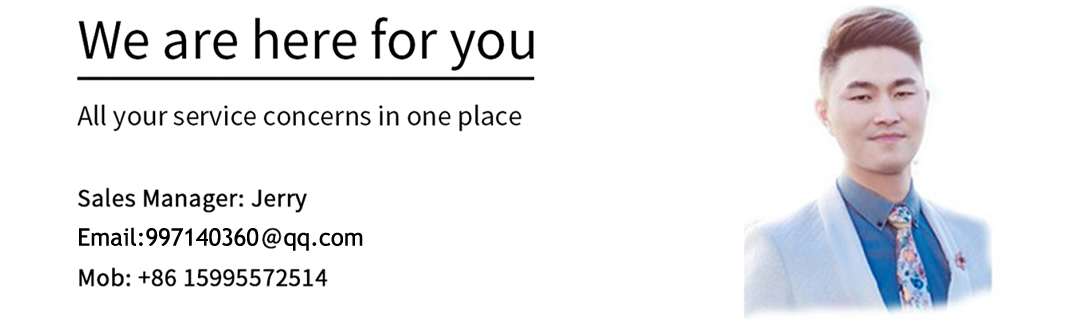 We are here for you
All your service concerns in one place
Sales Manager: Jerry
Email:997140360@qq.com
Mob: +86 15995572514